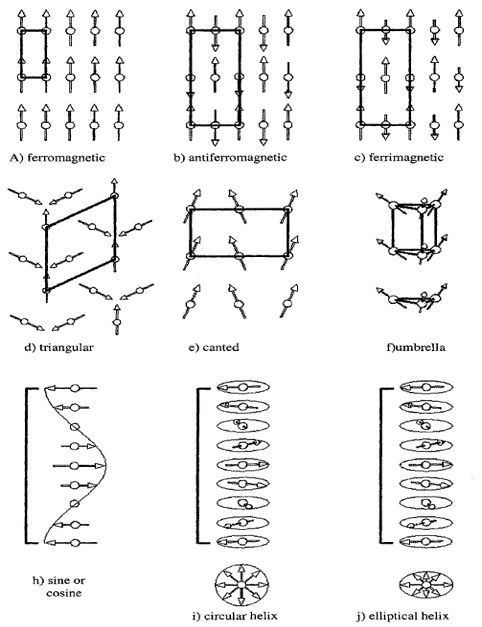 A) ferromagnetic
b) antiferromagnetic
c) ferrimagnetic
d) triangular
e) canted
f)umbrella
h) sine or
cosine
i) circular helix
j) elliptical helix